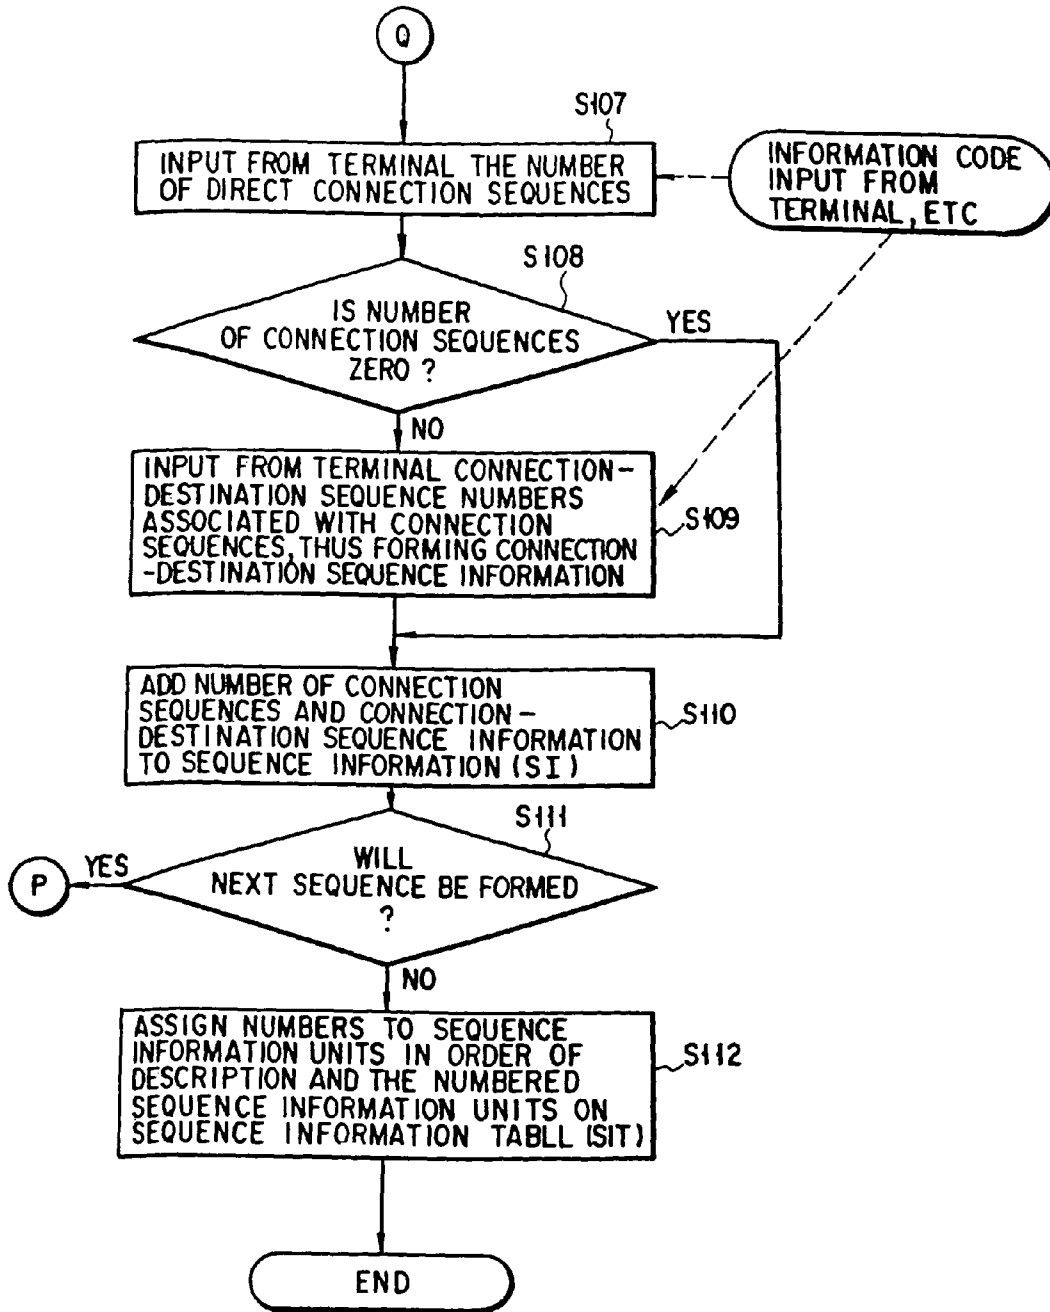 Q
S107
INPUT FROM TERMINAL THE NUMBER
OF DIRECT CONNECTION SEQUENCES
INFORMATION CODE
INPUT FROM
TERMINAL, ETC
S108
IS NUMBER
OF CONNECTION SEQUENCES
ZERO ?
YES
NO
INPUT FROM TERMINAL CONNECTION-
DESTINATION SEQUENCE NUMBERS
ASSOCIATED WITH CONNECTION
SEQUENCES, THUS FORMING CONNECTION
-DESTINATION SEQUENCE INFORMATION
S109
ADD NUMBER OF CONNECTION
SEQUENCES AND CONNECTION-
DESTINATION SEQUENCE INFORMATION
TO SEQUENCE INFORMATION (SI)
S110
S111
WILL
NEXT SEQUENCE BE FORMED
?
YES
P
NO
ASSIGN NUMBERS TO SEQUENCE
INFORMATION UNITS IN ORDER OF
DESCRIPTION AND THE NUMBERED
SEQUENCE INFORMATION UNITS ON
SEQUENCE INFORMATION TABLL (SIT)
S112
END